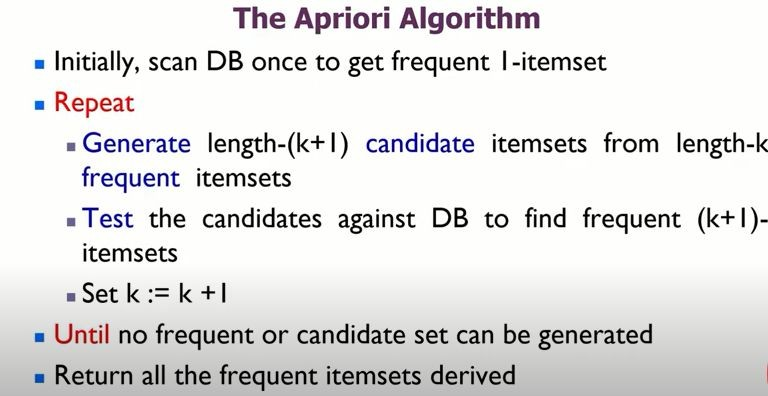 The Apriori Algorithm
Initially, scan DB once to get frequent 1-itemset
Repeat
Generate length-(k+1) candidate itemsets from length-k
frequent itemsets
Test the candidates against DB to find frequent (k+1)-
itemsets
Set k := k +1
Until no frequent or candidate set can be generated
Return all the frequent itemsets derived